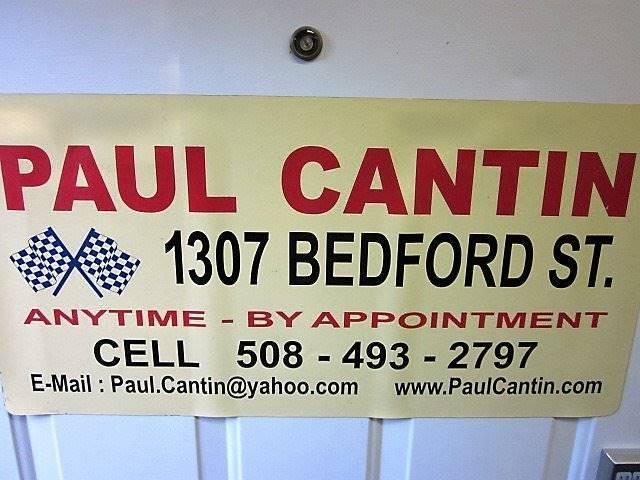 PAUL CANTIN
1307 BEDFORD ST.
ANYTIME - BY APPOINTMENT
CELL 508 - 493 - 2797
E-Mail : Paul.Cantin@yahoo.com www.PaulCantin.com